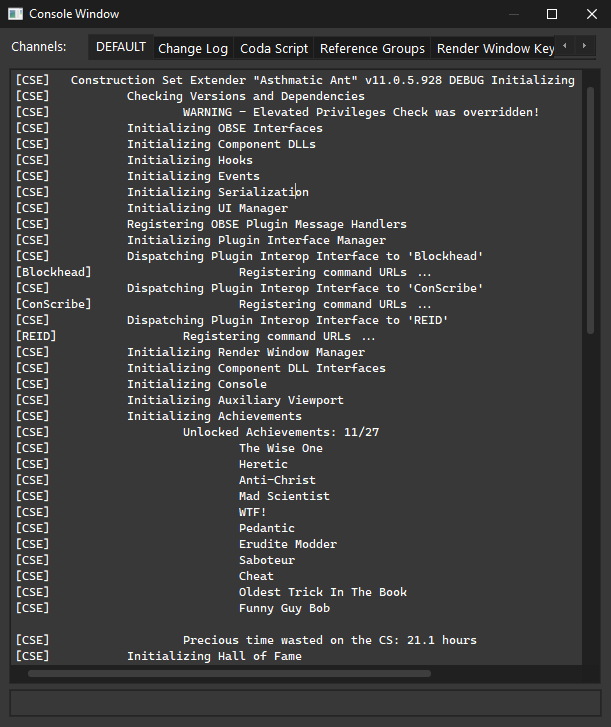 Console Window
Channels: DEFAULT Change Log Coda Script Reference Groups Render Window Key
[CSE] Construction Set Extender "Asthmatic Ant" v11.0.5.928 DEBUG Initializing
[CSE] Checking Versions and Dependencies
[CSE] WARNING - Elevated Privileges Check was overridden!
[CSE] Initializing OBSE Interfaces
[CSE] Initializing Component DLLs
[CSE] Initializing Hooks
[CSE] Initializing Events
[CSE] Initializing Serialization
[CSE] Initializing UI Manager
[CSE] Registering OBSE Plugin Message Handlers
[CSE] Initializing Plugin Interface Manager
[CSE] Dispatching Plugin Interop Interface to 'Blockhead'
[Blockhead] Registering command URLs ...
[CSE] Dispatching Plugin Interop Interface to 'ConScribe'
[ConScribe] Registering command URLs ...
[CSE] Dispatching Plugin Interop Interface to 'REID'
[REID] Registering command URLs ...
[CSE] Initializing Render Window Manager
[CSE] Initializing Component DLL Interfaces
[CSE] Initializing Console
[CSE] Initializing Auxiliary Viewport
[CSE] Initializing Achievements
[CSE] Unlocked Achievements: 11/27
[CSE] The Wise One
[CSE] Heretic
[CSE] Anti-Christ
[CSE] Mad Scientist
[CSE] WTF!
[CSE] Pedantic
[CSE] Erudite Modder
[CSE] Saboteur
[CSE] Cheat
[CSE] Oldest Trick In The Book
[CSE] Funny Guy Bob
[CSE] Precious time wasted on the CS: 21.1 hours
[CSE] Initializing Hall of Fame